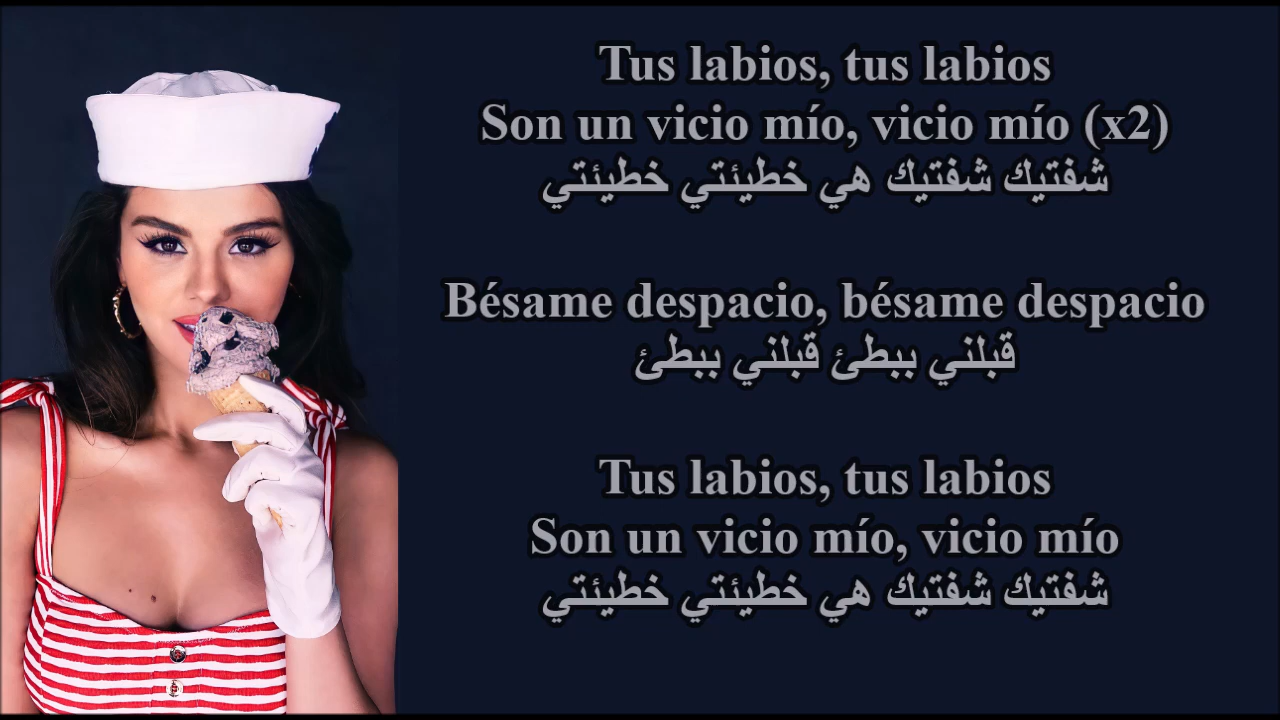 Tus labios, tus labios
Son un vicio mío, vicio mío (x2)
شفتيك شفتيك هي خطيئتي خطيئتي
Bésame despacio, bésame despacio
قبلني ببطئ قبلني ببطئ
Tus labios, tus labios
Son un vicio mío, vicio mío
شفتيك شفتيك هي خطيئتي خطيئتي